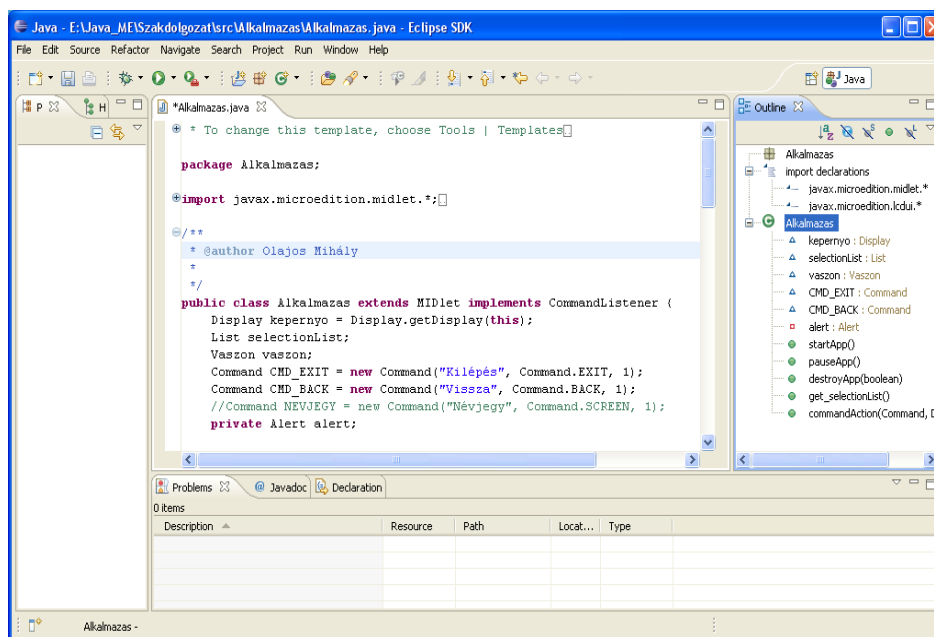 Java - E:\Java_ME\Szakdolgozat\src\Alkalmazas\Alkalmazas.java - Eclipse SDK
File Edit Source Refactor Navigate Search Project Run Window Help
Java
P
H
*Alkalmazas.java
Outline
* To change this template, choose Tools | Templates
package Alkalmazas;
import javax.microedition.midlet.*;
/**
* @author Olajos Mihály
*
*/
public class Alkalmazas extends MIDlet implements CommandListener {
Display kepernyo = Display.getDisplay(this);
List selectionList;
Vaszon vaszon;
Command CMD_EXIT = new Command("Kilépés", Command.EXIT, 1);
Command CMD_BACK = new Command("Vissza", Command.BACK, 1);
//Command NEVJEGY = new Command("Névjegy", Command.SCREEN, 1);
private Alert alert;
Alkalmazas
import declarations
javax.microedition.midlet.*
javax.microedition.lcdui.*
Alkalmazas
kepernyo : Display
selectionList : List
vaszon : Vaszon
CMD_EXIT : Command
CMD_BACK : Command
alert : Alert
startApp()
pauseApp()
destroyApp(boolean)
get_selectionList()
commandAction(Command, D
Problems
@ Javadoc
Declaration
0 items
Description Resource Path Locat... Type
Alkalmazas -